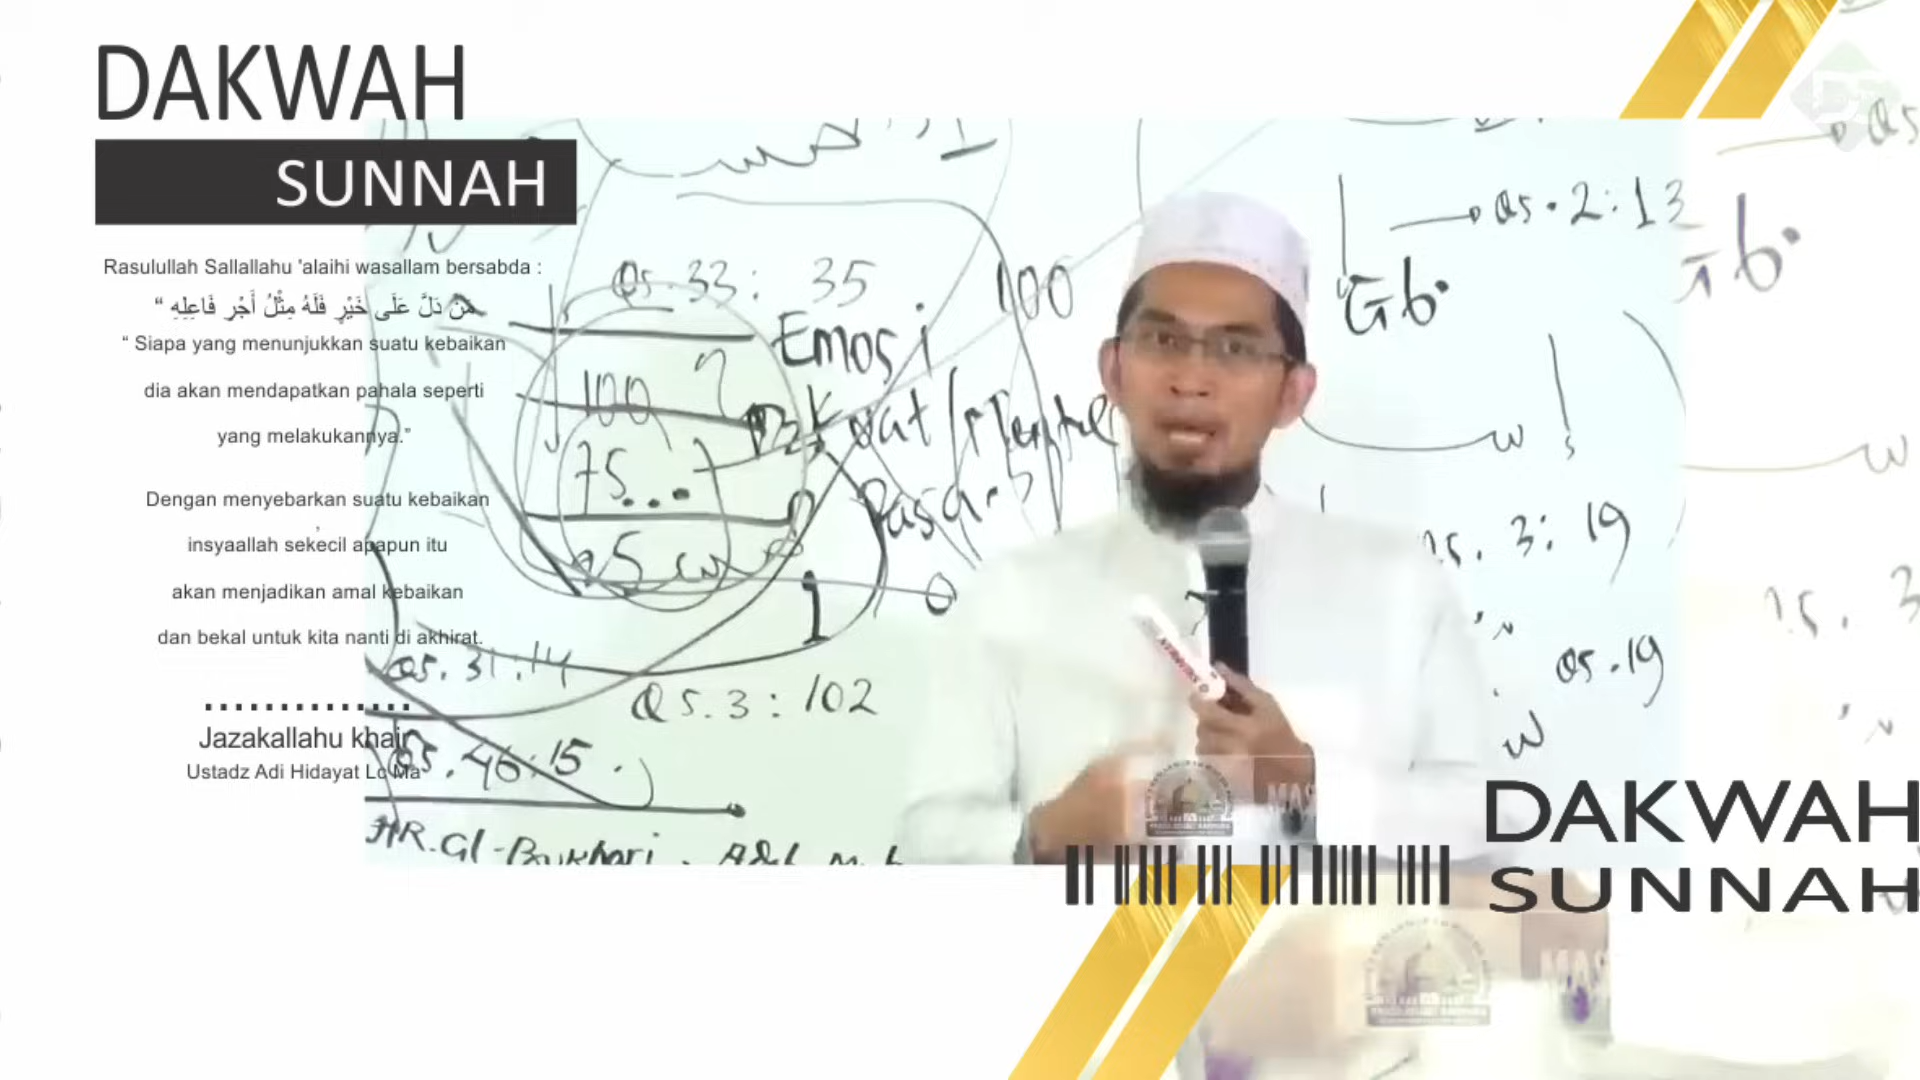 DAKWAH
SUNNAH
Rasulullah Sallallahu 'alaihi wasallam bersabda :
“ مَنْ دَلَّ عَلَى خَيْرٍ فَلَهُ مِثْلُ أَجْرِ فَاعِلِهِ
“ Siapa yang menunjukkan suatu kebaikan
dia akan mendapatkan pahala seperti
yang melakukannya.”
Dengan menyebarkan suatu kebaikan
insyaallah sekecil apapun itu
akan menjadikan amal kebaikan
dan bekal untuk kita nanti di akhirat.
Jazakallahu khair
Ustadz Adi Hidayat Lc Ma
Qs.33: 35
100
Emosi
100
75...
25 cm
1
Qs.31:14
Qs.3:102
Qs.46:15
HR.Al-Bukhari
Qs.2:13
Gb.
Gb.
w
w
Qs.3:19
Qs.19
w
DAKWAH
SUNNAH